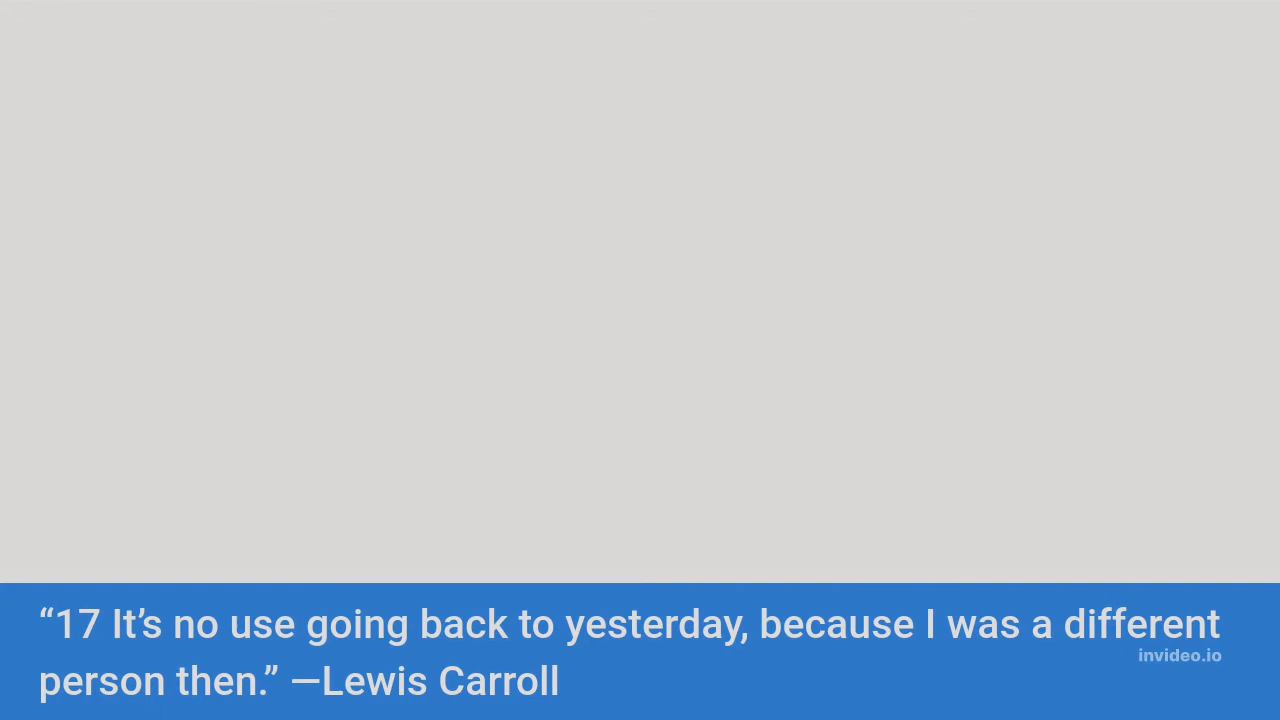 “17 It’s no use going back to yesterday, because I was a different
invideo.io
person then.” —Lewis Carroll